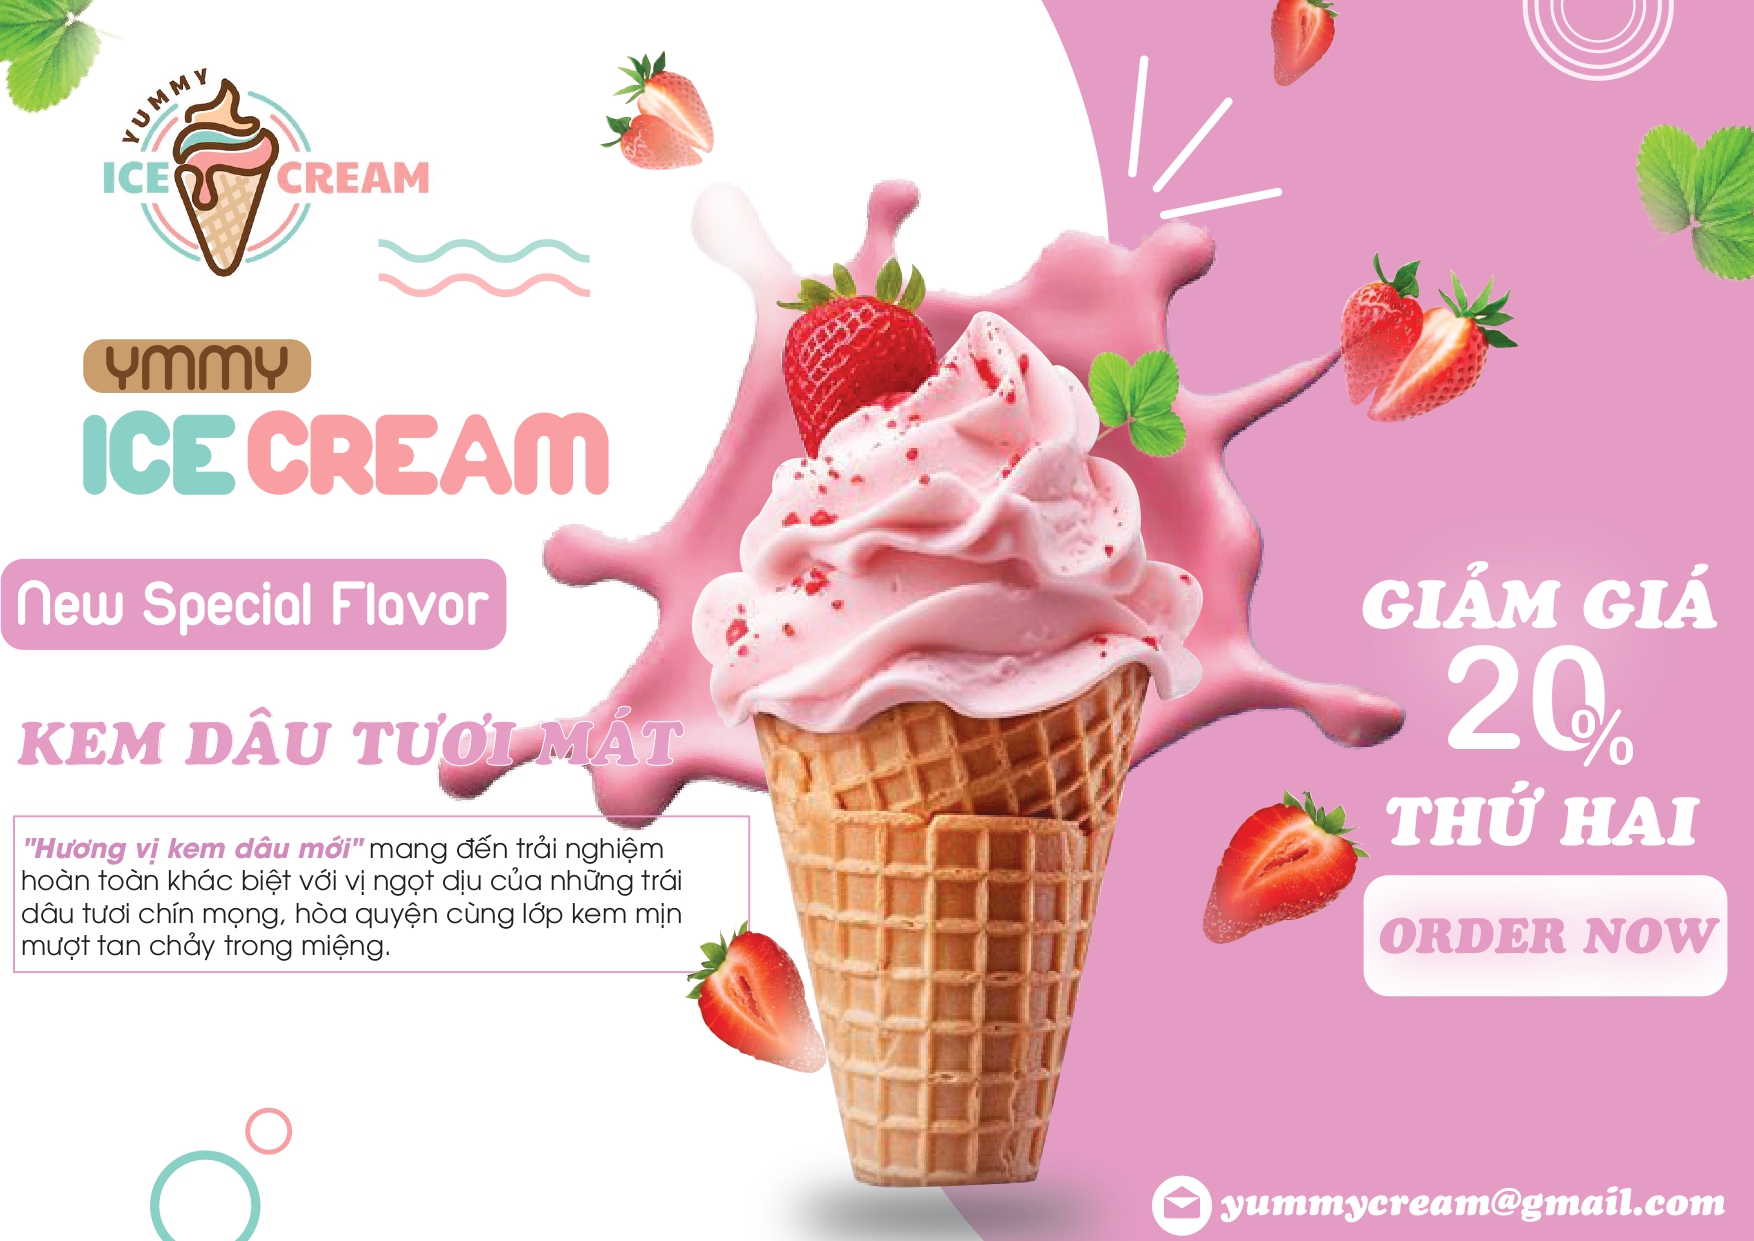 YUMMY
ICE CREAM
YMMY
ICE CREAM
New Special Flavor
KEM DÂU TƯƠI MÁT
"Hương vị kem dâu mới" mang đến trải nghiệm
hoàn toàn khác biệt với vị ngọt dịu của những trái
dâu tươi chín mọng, hòa quyện cùng lớp kem mịn
mượt tan chảy trong miệng.
GIẢM GIÁ
20%
THỨ HAI
ORDER NOW
yummycream@gmail.com